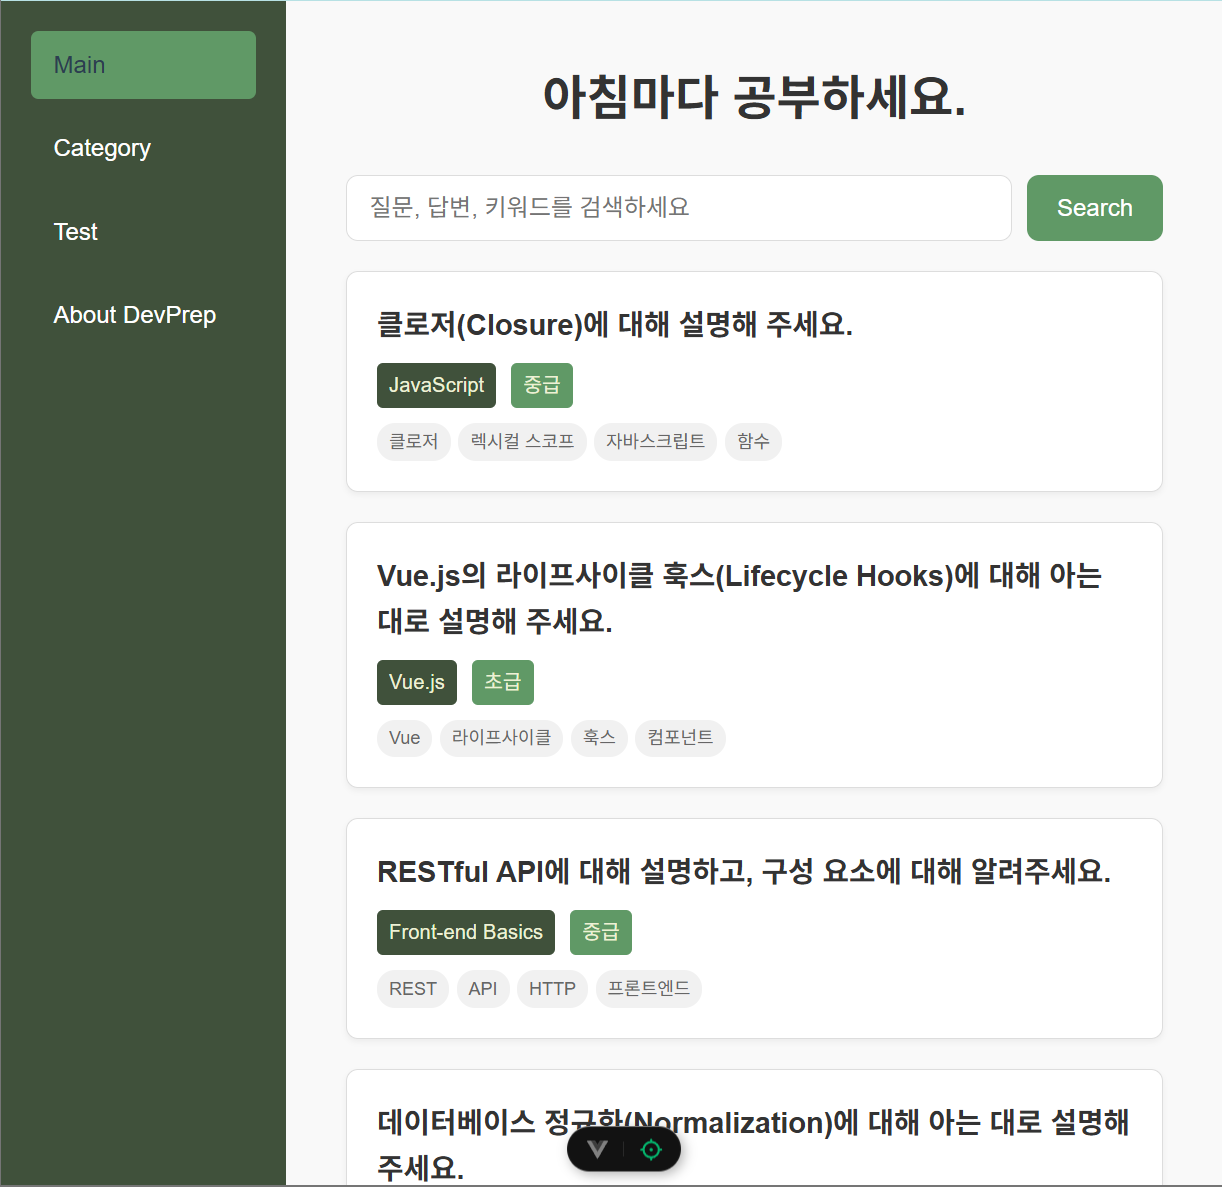 Main
Category
Test
About DevPrep
아침마다 공부하세요.
질문, 답변, 키워드를 검색하세요
Search
클로저(Closure)에 대해 설명해 주세요.
JavaScript 중급
클로저 렉시컬 스코프 자바스크립트 함수
Vue.js의 라이프사이클 훅스(Lifecycle Hooks)에 대해 아는
대로 설명해 주세요.
Vue.js 초급
Vue 라이프사이클 훅스 컴포넌트
RESTful API에 대해 설명하고, 구성 요소에 대해 알려주세요.
Front-end Basics 중급
REST API HTTP 프론트엔드
데이터베이스 정규화(Normalization)에 대해 아는 대로 설명해
주세요.